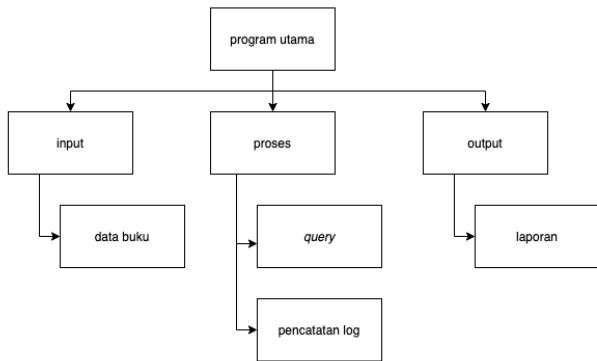 program utama
input
proses
output
data buku
query
laporan
pencatatan log